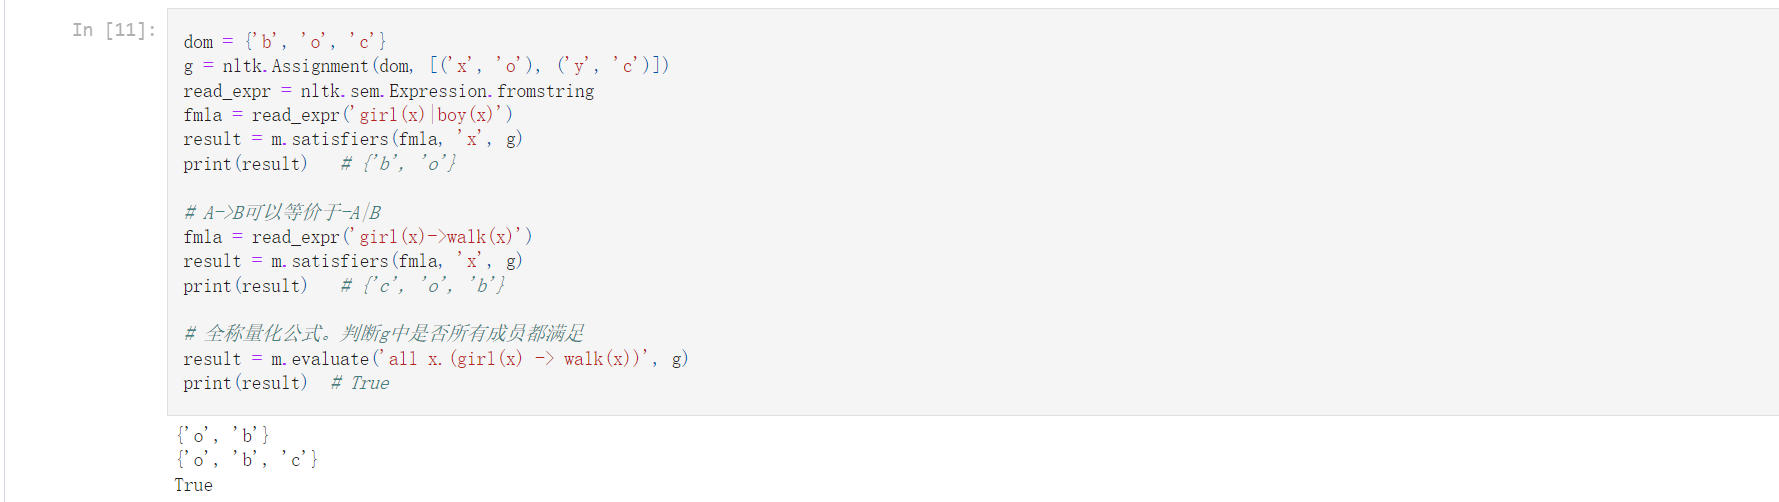 In [11]:
dom = {'b', 'o', 'c'}
g = nltk.Assignment(dom, [('x', 'o'), ('y', 'c')])
read_expr = nltk.sem.Expression.fromstring
fmla = read_expr('girl(x)|boy(x)')
result = m.satisfiers(fmla, 'x', g)
print(result)   # {'b', 'o'}
# A->B可以等价于-A|B
fmla = read_expr('girl(x)->walk(x)')
result = m.satisfiers(fmla, 'x', g)
print(result)   # {'c', 'o', 'b'}
# 全称量化公式。判断g中是否所有成员都满足
result = m.evaluate('all x.(girl(x) -> walk(x))', g)
print(result)  # True
{'o', 'b'}
{'o', 'b', 'c'}
True